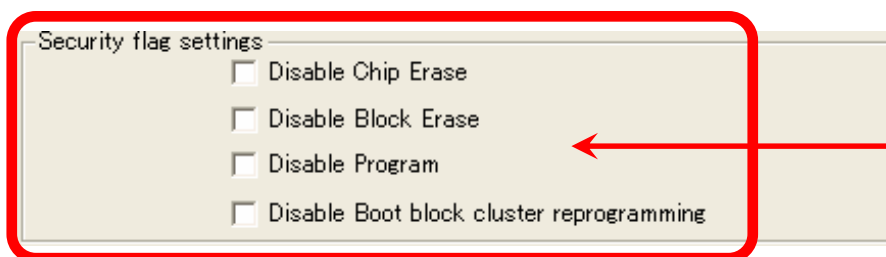 Security flag settings
Disable Chip Erase
Disable Block Erase
Disable Program
Disable Boot block cluster reprogramming